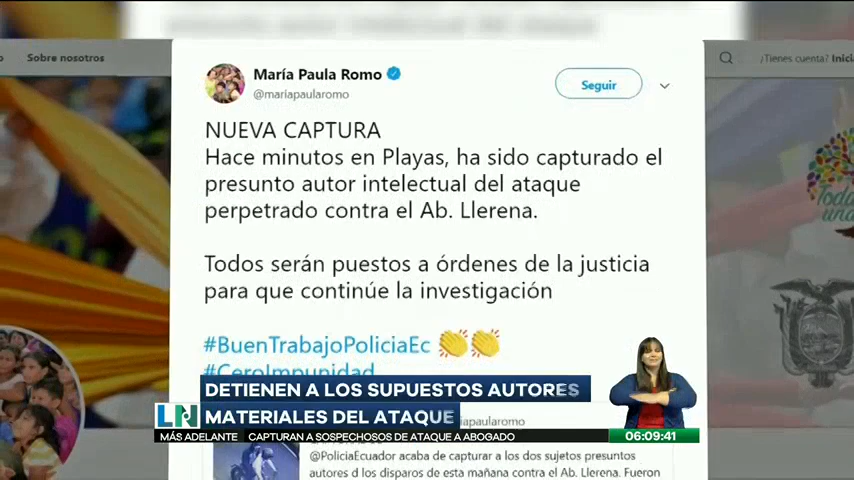 Sobre nosotros
¿Tienes cuenta? Inici
María Paula Romo
@mariapaularomo
Seguir
NUEVA CAPTURA
Hace minutos en Playas, ha sido capturado el
presunto autor intelectual del ataque
perpetrado contra el Ab. Llerena.
Todos serán puestos a órdenes de la justicia
para que continúe la investigación
#BuenTrabajoPoliciaEc 👏👏
#CeroImpunidad
DETIENEN A LOS SUPUESTOS AUTORES
MATERIALES DEL ATAQUE
LN
MÁS ADELANTE CAPTURAN A SOSPECHOSOS DE ATAQUE A ABOGADO
06:09:41
@PoliciaEcuador acaba de capturar a los dos sujetos presuntos
autores d los disparos de esta mañana contra el Ab. Llerena. Fueron